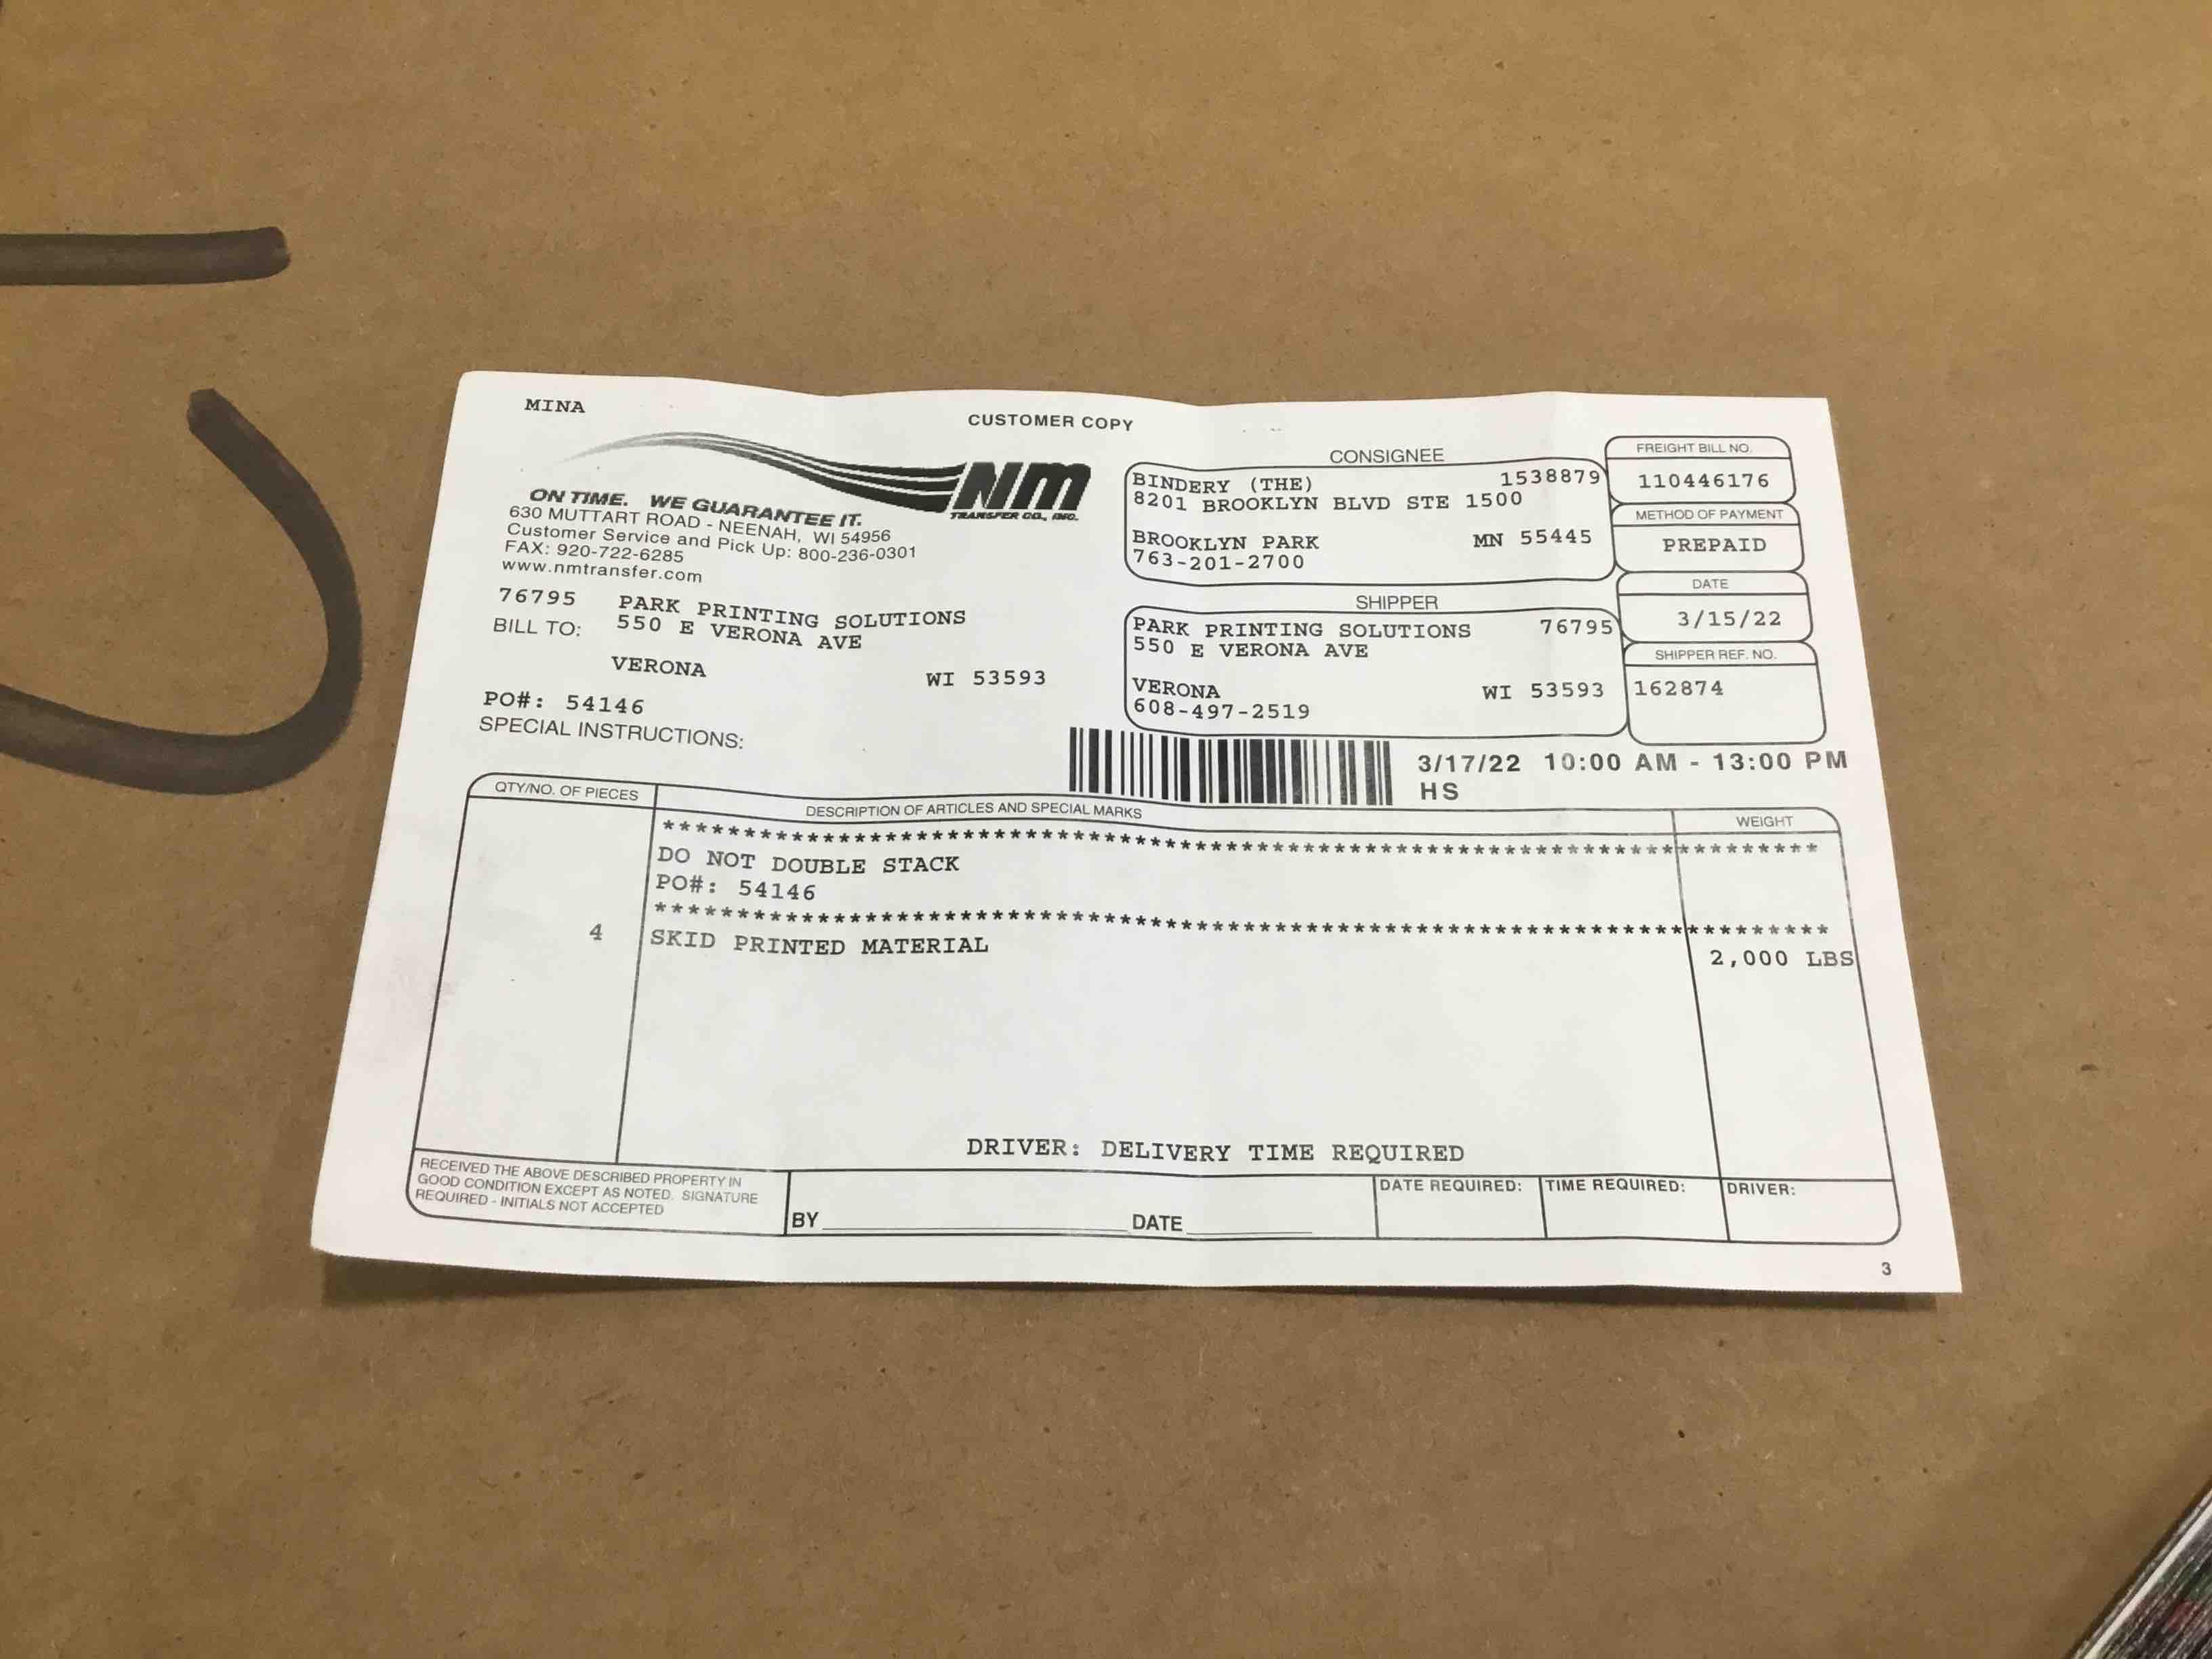 MINA
CUSTOMER COPY
NM
TRANSFER CO., INC.
ON TIME. WE GUARANTEE IT.
630 MUTTART ROAD - NEENAH, WI 54956
Customer Service and Pick Up: 800-236-0301
FAX: 920-722-6285
www.nmtransfer.com
76795 PARK PRINTING SOLUTIONS
BILL TO: 550 E VERONA AVE
VERONA WI 53593
PO#: 54146
SPECIAL INSTRUCTIONS:
CONSIGNEE
BINDERY (THE) 1538879
8201 BROOKLYN BLVD STE 1500
BROOKLYN PARK MN 55445
763-201-2700
SHIPPER
PARK PRINTING SOLUTIONS 76795
550 E VERONA AVE
VERONA WI 53593
608-497-2519
FREIGHT BILL NO.
110446176
METHOD OF PAYMENT
PREPAID
DATE
3/15/22
SHIPPER REF. NO.
162874
3/17/22 10:00 AM - 13:00 PM
HS
QTY/NO. OF PIECES DESCRIPTION OF ARTICLES AND SPECIAL MARKS WEIGHT
DO NOT DOUBLE STACK
PO#: 54146
4 SKID PRINTED MATERIAL 2,000 LBS
DRIVER: DELIVERY TIME REQUIRED
RECEIVED THE ABOVE DESCRIBED PROPERTY IN
GOOD CONDITION EXCEPT AS NOTED. SIGNATURE
REQUIRED - INITIALS NOT ACCEPTED
BY DATE
DATE REQUIRED: TIME REQUIRED: DRIVER:
3